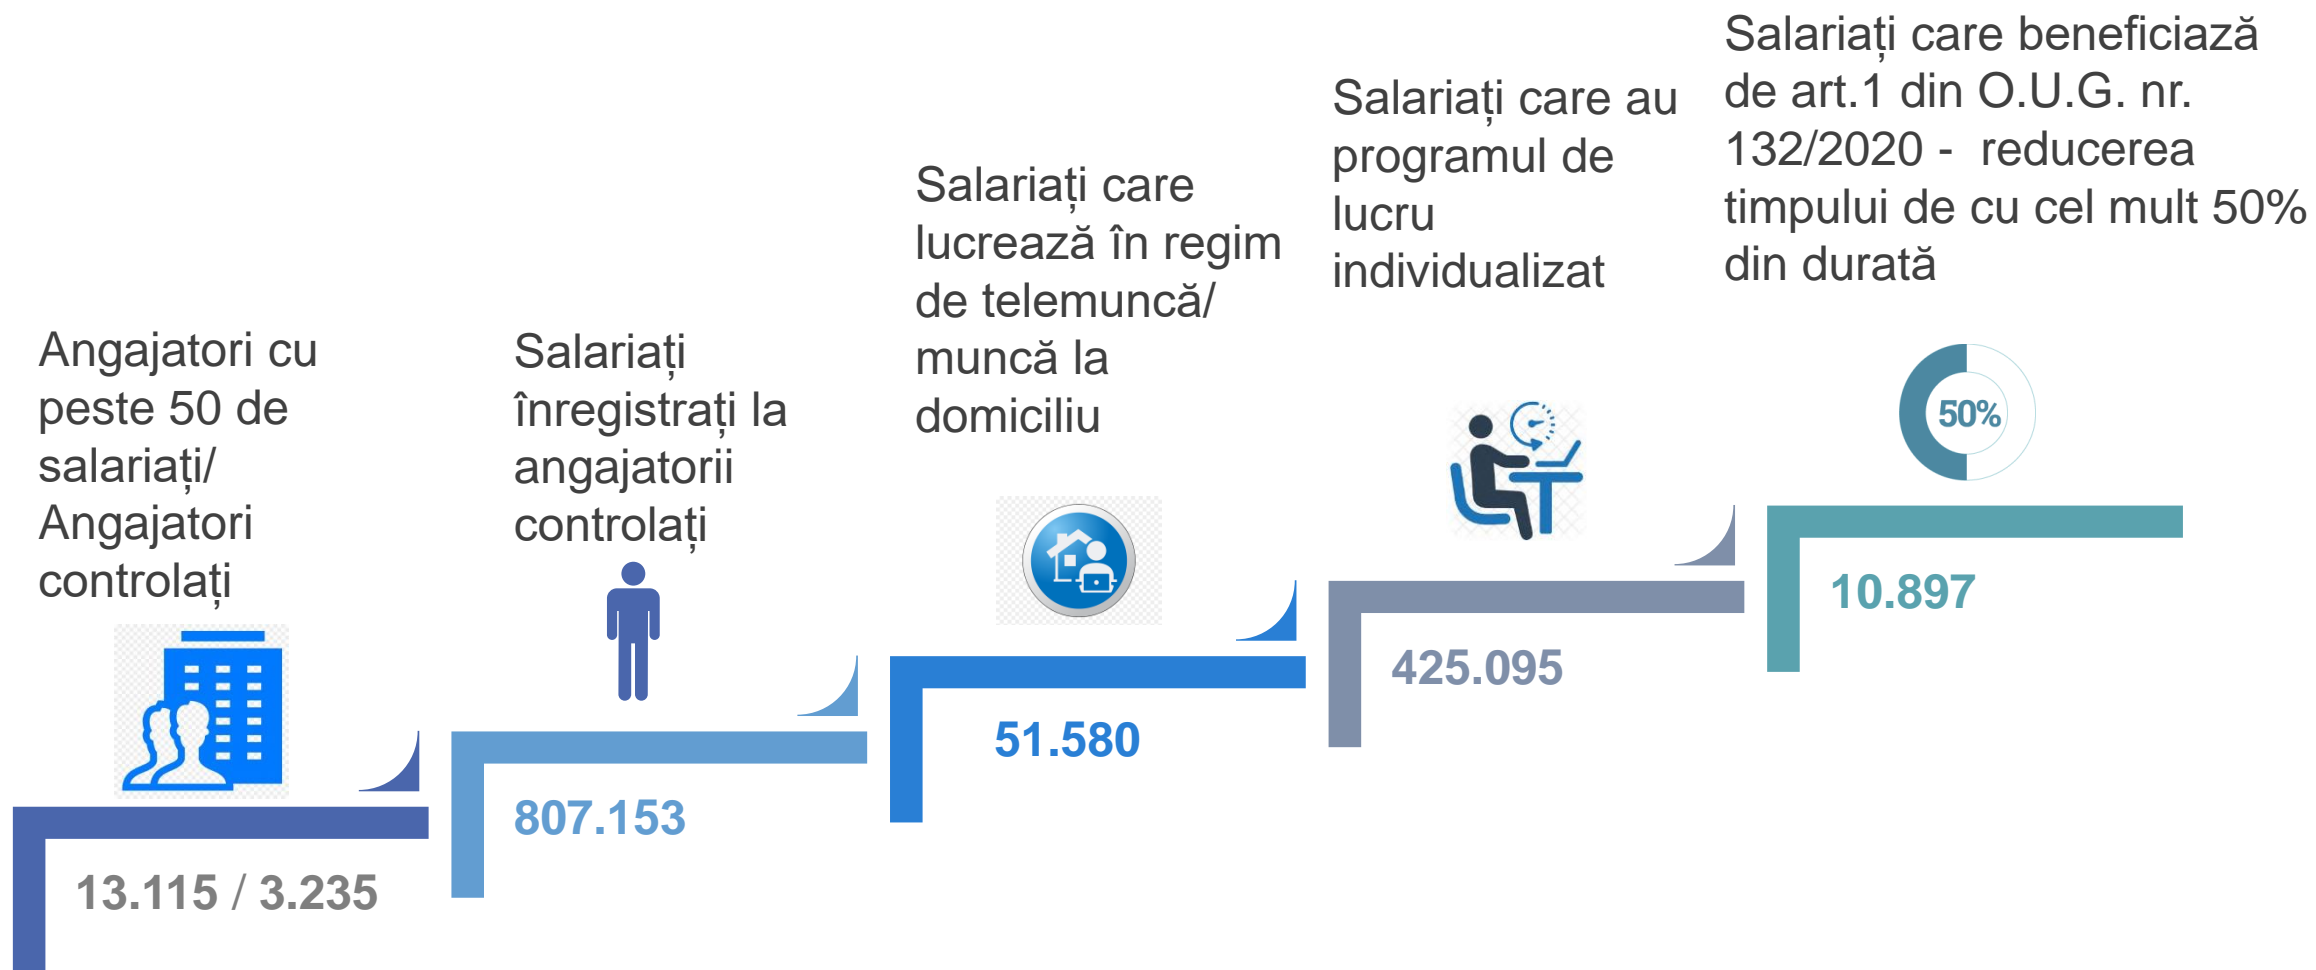 Angajatori cu
peste 50 de
salariați/
Angajatori
controlați
13.115 / 3.235
Salariați
înregistrați la
angajatorii
controlați
807.153
Salariați care
lucrează în regim
de telemuncă/
muncă la
domiciliu
51.580
Salariați care au
programul de
lucru
individualizat
425.095
Salariați care beneficiază
de art.1 din O.U.G. nr.
132/2020 -  reducerea
timpului de cu cel mult 50%
din durată
50%
10.897